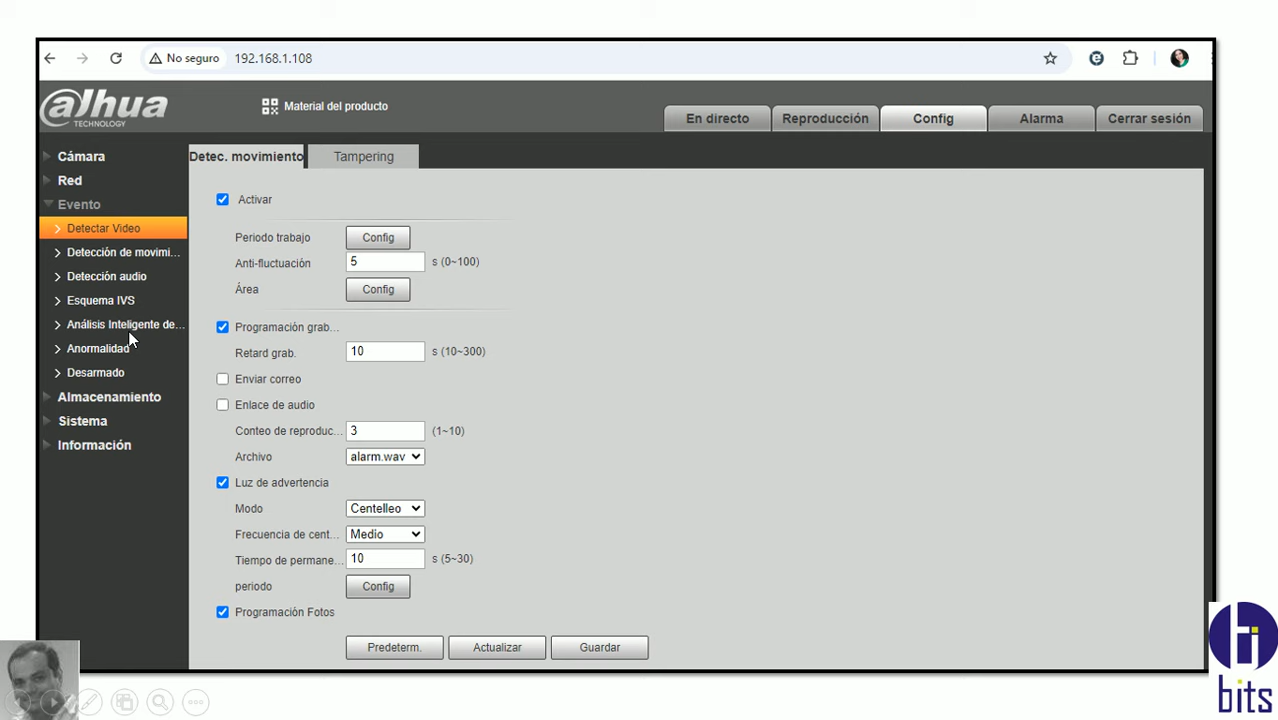 No seguro
192.168.1.108
alhua
TECHNOLOGY
Material del producto
En directo
Reproducción
Config
Alarma
Cerrar sesión
Cámara
Red
Evento
Detectar Video
Detección de movimi...
Detección audio
Esquema IVS
Análisis Inteligente de...
Anormalidad
Desarmado
Almacenamiento
Sistema
Información
Detec. movimiento
Tampering
Activar
Periodo trabajo Config
Anti-fluctuación 5 s (0~100)
Área Config
Programación grab...
Retard grab. 10 s (10~300)
Enviar correo
Enlace de audio
Conteo de reproduc... 3 (1~10)
Archivo alarm.wav
Luz de advertencia
Modo Centelleo
Frecuencia de cent... Medio
Tiempo de permane... 10 s (5~30)
periodo Config
Programación Fotos
Predeterm. Actualizar Guardar
bits